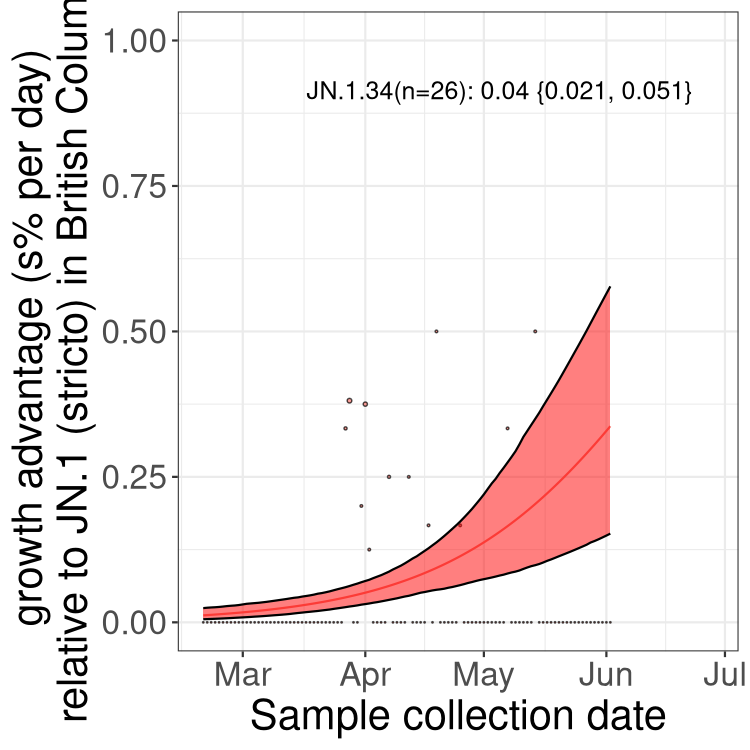 growth advantage (s% per day)
relative to JN.1 (stricto) in British Colum
1.00
0.75
0.50
0.25
0.00
JN.1.34(n=26): 0.04 {0.021, 0.051}
Mar Apr May Jun Jul
Sample collection date